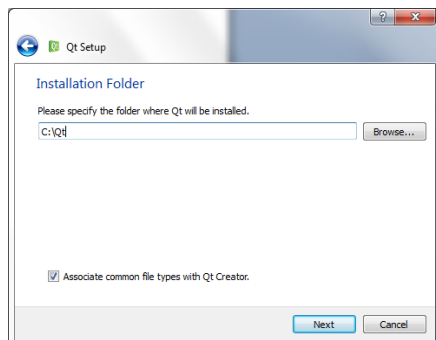 Qt Setup
Installation Folder
Please specify the folder where Qt will be installed.
C:\Qt
Browse...
Associate common file types with Qt Creator.
Next
Cancel